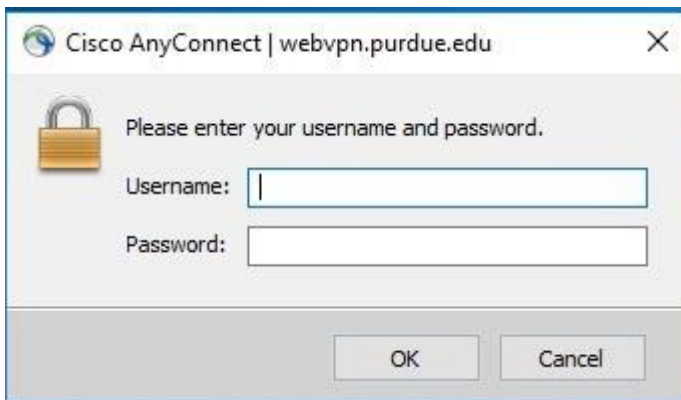 Cisco AnyConnect | webvpn.purdue.edu
Please enter your username and password.
Username:
Password:
OK Cancel